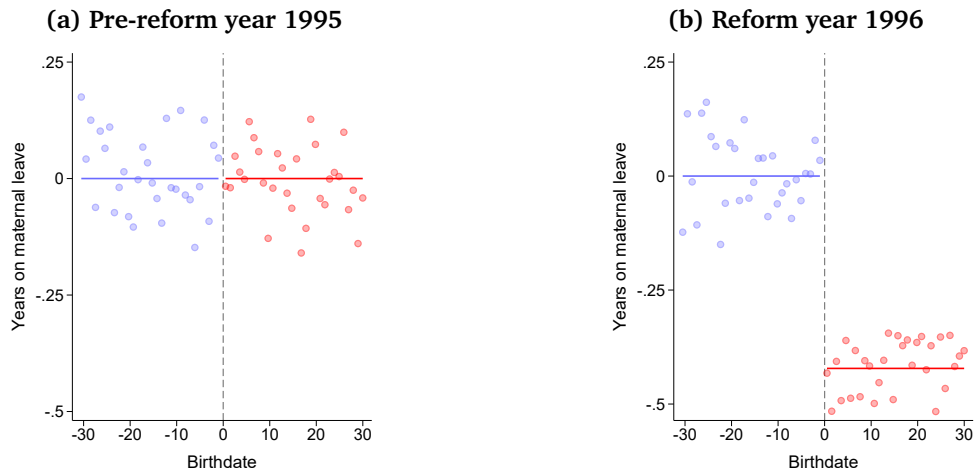 (a) Pre-reform year 1995
.25
0
-.25
-.5
Years on maternal leave
-30 -20 -10 0 10 20 30
Birthdate
(b) Reform year 1996
.25
0
-.25
-.5
Years on maternal leave
-30 -20 -10 0 10 20 30
Birthdate